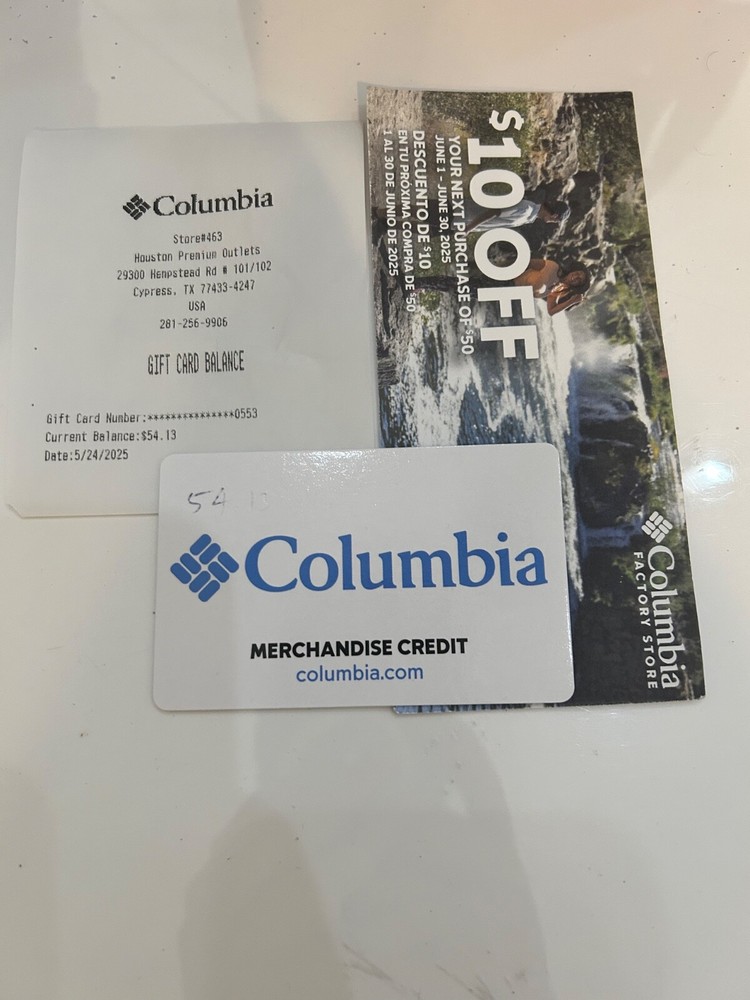 Columbia
Store#463
Houston Premium Outlets
29300 Hempstead Rd # 101/102
Cypress, TX 77433-4247
USA
281-256-9906
GIFT CARD BALANCE
Gift Card Number:***************0553
Current Balance:$54.13
Date:5/24/2025
$10 OFF
YOUR NEXT PURCHASE OF $50
JUNE 1 - JUNE 30, 2025
DESCUENTO DE $10
EN TU PRÓXIMA COMPRA DE $50
1 AL 30 DE JUNIO DE 2025
Columbia
FACTORY STORE
54 13
Columbia
MERCHANDISE CREDIT
columbia.com